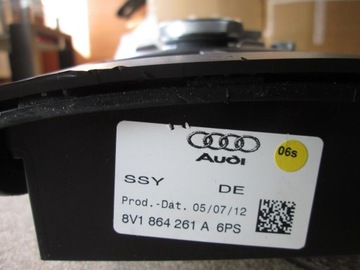 06s
Audi
SSY DE
Prod.-Dat. 05/07/12
8V1 864 261 A 6PS